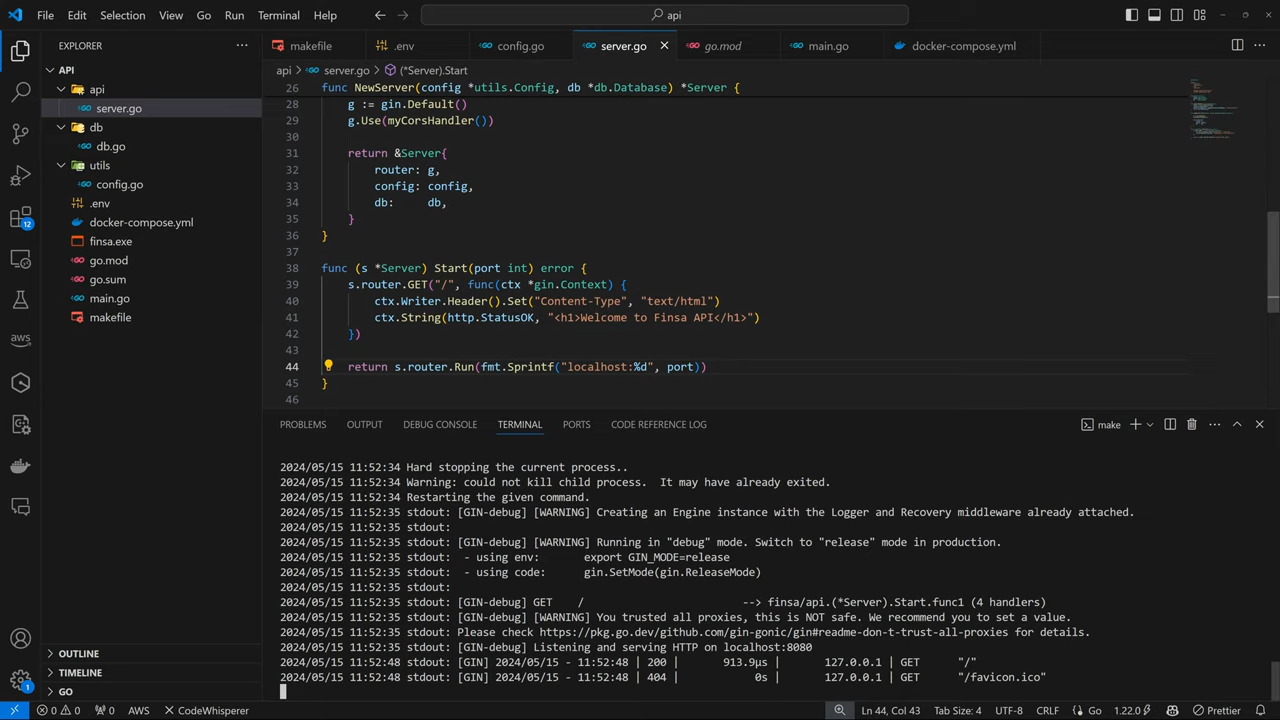 File Edit Selection View Go Run Terminal Help
api
EXPLORER
makefile
.env
config.go
server.go
go.mod
main.go
docker-compose.yml
API
api
server.go
db
db.go
utils
config.go
.env
docker-compose.yml
finsa.exe
go.mod
go.sum
main.go
makefile
OUTLINE
TIMELINE
GO
12
aws
1
api > server.go > (*Server).Start
26 func NewServer(config *utils.Config, db *db.Database) *Server {
28 g := gin.Default()
29 g.Use(myCorsHandler())
30
31 return &Server{
32 router: g,
33 config: config,
34 db: db,
35 }
36 }
37
38 func (s *Server) Start(port int) error {
39 s.router.GET("/", func(ctx *gin.Context) {
40 ctx.Writer.Header().Set("Content-Type", "text/html")
41 ctx.String(http.StatusOK, "<h1>Welcome to Finsa API</h1>")
42 })
43
44 return s.router.Run(fmt.Sprintf("localhost:%d", port))
45 }
46
PROBLEMS OUTPUT DEBUG CONSOLE TERMINAL PORTS CODE REFERENCE LOG
make
2024/05/15 11:52:34 Hard stopping the current process..
2024/05/15 11:52:34 Warning: could not kill child process.  It may have already exited.
2024/05/15 11:52:34 Restarting the given command.
2024/05/15 11:52:35 stdout: [GIN-debug] [WARNING] Creating an Engine instance with the Logger and Recovery middleware already attached.
2024/05/15 11:52:35 stdout:
2024/05/15 11:52:35 stdout: [GIN-debug] [WARNING] Running in "debug" mode. Switch to "release" mode in production.
2024/05/15 11:52:35 stdout:  - using env:      export GIN_MODE=release
2024/05/15 11:52:35 stdout:  - using code:     gin.SetMode(gin.ReleaseMode)
2024/05/15 11:52:35 stdout:
2024/05/15 11:52:35 stdout: [GIN-debug] GET    /                         --> finsa/api.(*Server).Start.func1 (4 handlers)
2024/05/15 11:52:35 stdout: [GIN-debug] [WARNING] You trusted all proxies, this is NOT safe. We recommend you to set a value.
2024/05/15 11:52:35 stdout: Please check https://pkg.go.dev/github.com/gin-gonic/gin#readme-don-t-trust-all-proxies for details.
2024/05/15 11:52:35 stdout: [GIN-debug] Listening and serving HTTP on localhost:8080
2024/05/15 11:52:48 stdout: [GIN] 2024/05/15 - 11:52:48 | 200 |       913.9µs |       127.0.0.1 | GET      "/"
2024/05/15 11:52:48 stdout: [GIN] 2024/05/15 - 11:52:48 | 404 |            0s |       127.0.0.1 | GET      "/favicon.ico"
0 0 0 AWS CodeWhisperer Ln 44, Col 43 Tab Size: 4 UTF-8 CRLF Go 1.22.0 Prettier